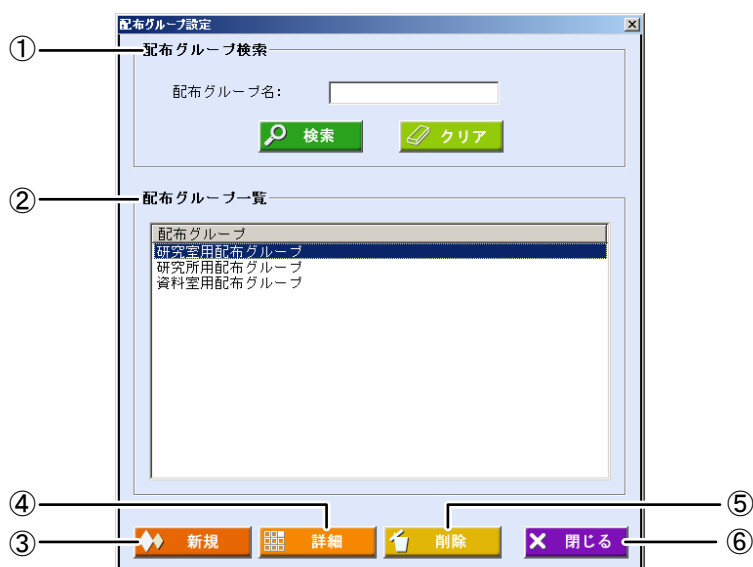 配布グループ設定
① 配布グループ検索
配布グループ名:
検索 クリア
② 配布グループ一覧
配布グループ
研究室用配布グループ
研究所用配布グループ
資料室用配布グループ
④ ⑤
③ 新規 詳細 削除 閉じる ⑥